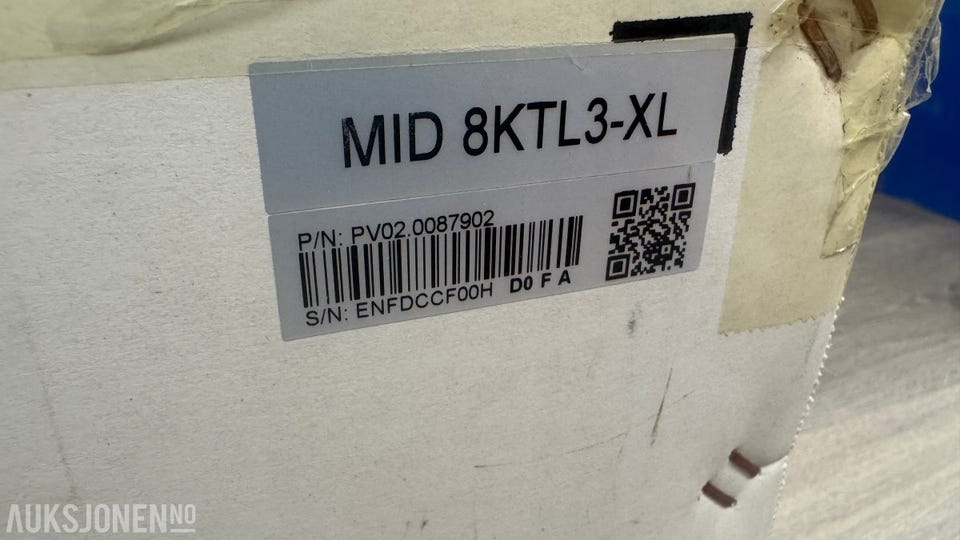 MID 8KTL3-XL
P/N: PV02.0087902
S/N: ENFDCCF00H D0 F A
AUKSJONEN.NO